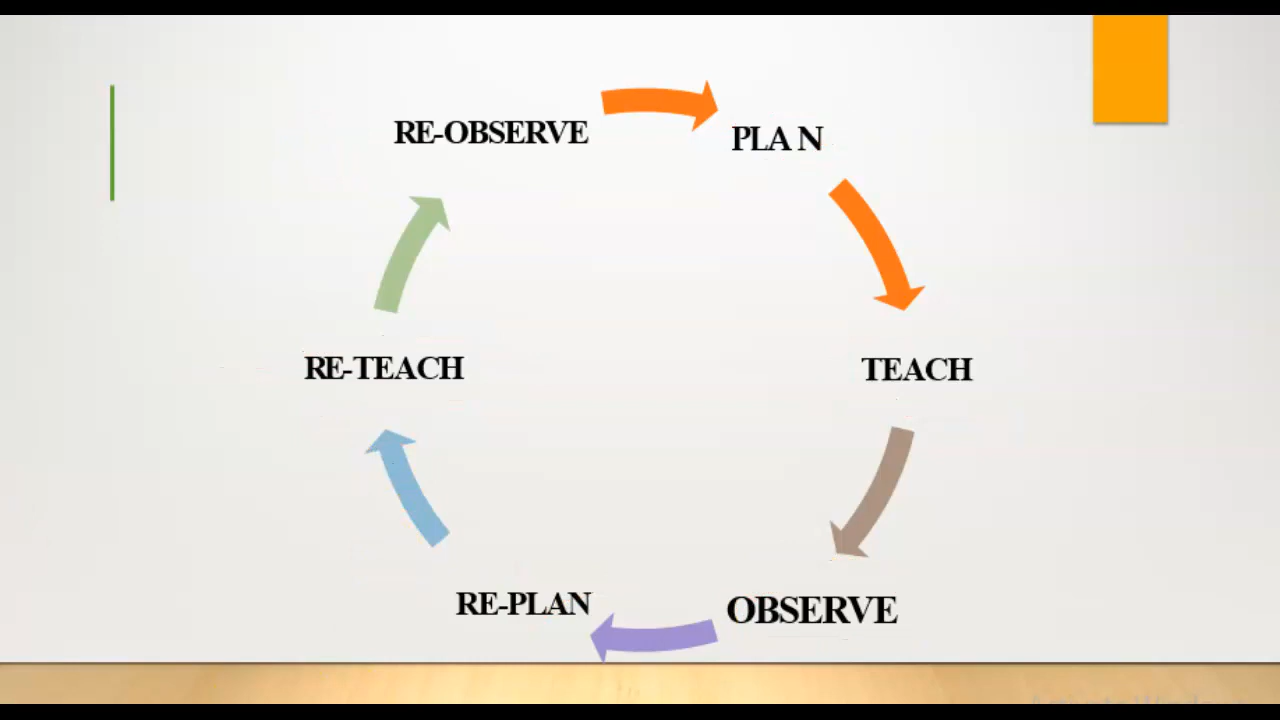 RE-OBSERVE
PLA N
TEACH
OBSERVE
RE-PLAN
RE-TEACH